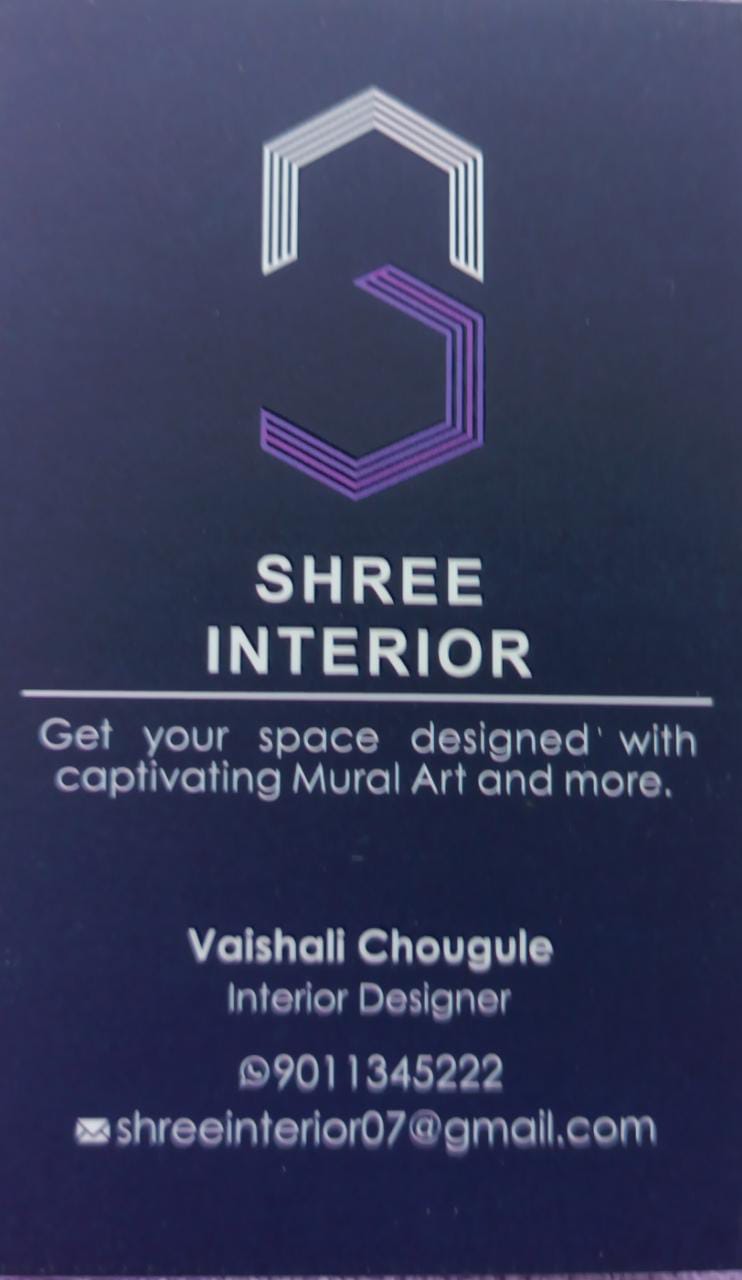 SHREE
INTERIOR
Get your space designed with
captivating Mural Art and more.
Vaishali Chougule
Interior Designer
9011345222
shreeinterior07@gmail.com